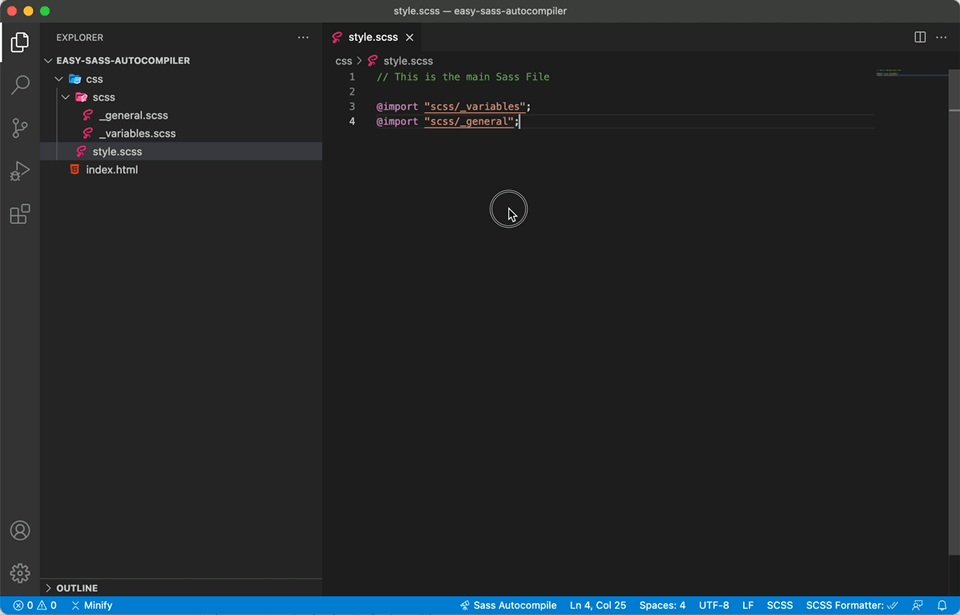 style.scss — easy-sass-autocompiler
EXPLORER
EASY-SASS-AUTOCOMPILER
css
scss
_general.scss
_variables.scss
style.scss
index.html
OUTLINE
style.scss
css > style.scss
1 // This is the main Sass File
2
3 @import "scss/_variables";
4 @import "scss/_general";
0 0 Minify Sass Autocompile Ln 4, Col 25 Spaces: 4 UTF-8 LF SCSS SCSS Formatter: